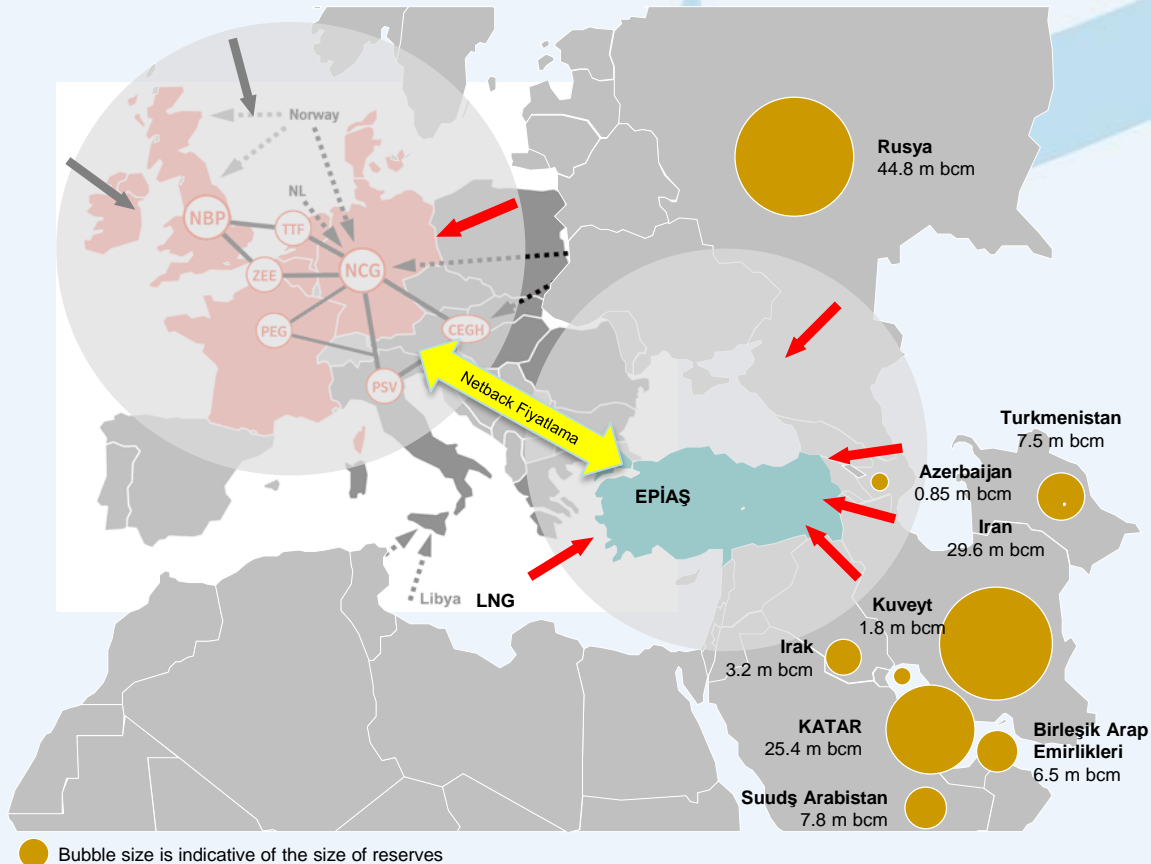 Norway
Rusya
44.8 m bcm
NL
NBP
TTF
ZEE
NCG
PEG
CEGH
PSV
Netback Fiyatlama
Turkmenistan
7.5 m bcm
Azerbaijan
0.85 m bcm
EPİAŞ
Iran
29.6 m bcm
Libya
LNG
Kuveyt
1.8 m bcm
Irak
3.2 m bcm
KATAR
25.4 m bcm
Birleşik Arap
Emirlikleri
6.5 m bcm
Suudş Arabistan
7.8 m bcm
Bubble size is indicative of the size of reserves